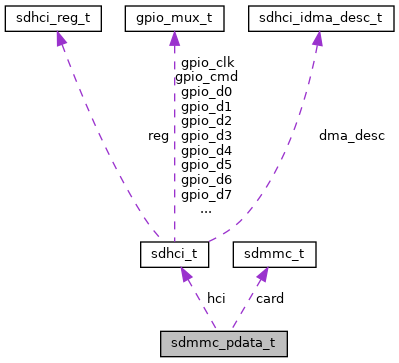 sdhci_reg_t
gpio_mux_t
sdhci_idma_desc_t
gpio_clk
gpio_cmd
gpio_d0
gpio_d1
gpio_d2
gpio_d3
gpio_d4
gpio_d5
gpio_d6
gpio_d7
...
reg
dma_desc
sdhci_t
sdmmc_t
hci
card
sdmmc_pdata_t